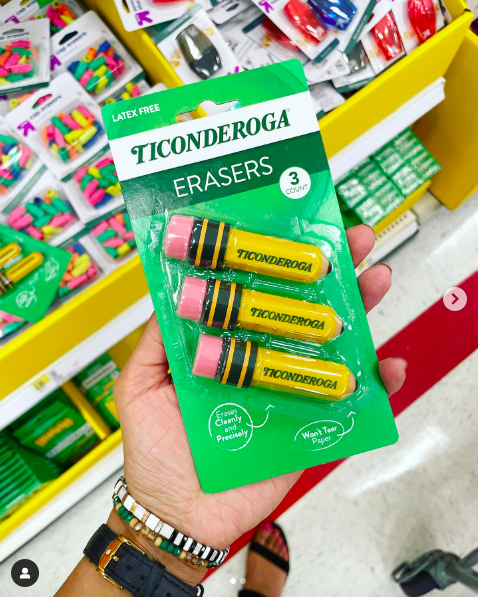 LATEX FREE
TICONDEROGA®
ERASERS
3
COUNT
TICONDEROGA
TICONDEROGA
TICONDEROGA
Erases
Cleanly
and
Precisely
Won't Tear
Paper